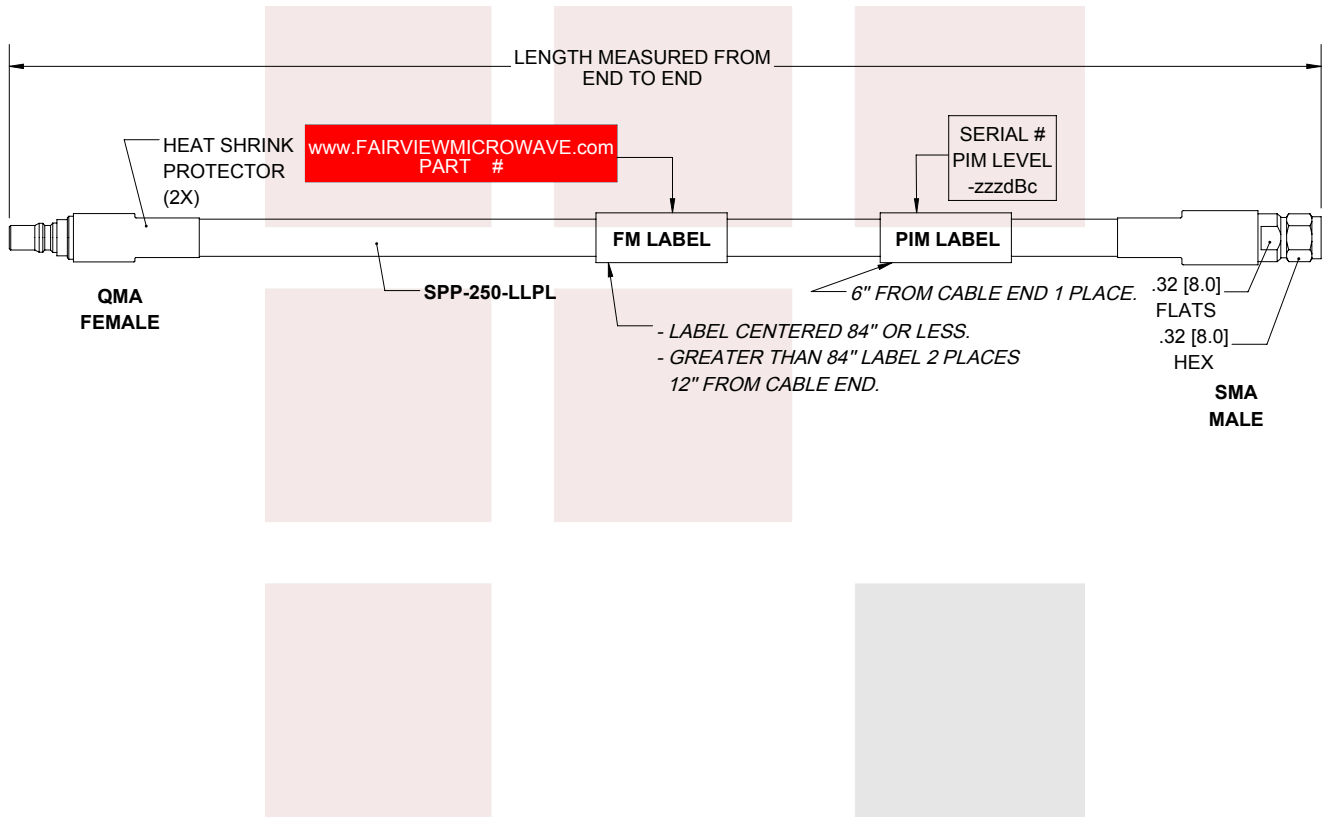 LENGTH MEASURED FROM
END TO END
HEAT SHRINK
PROTECTOR
(2X)
www.FAIRVIEWMICROWAVE.com
PART #
SERIAL #
PIM LEVEL
-zzzdBc
FM LABEL
PIM LABEL
QMA
FEMALE
SPP-250-LLPL
6" FROM CABLE END 1 PLACE.
- LABEL CENTERED 84" OR LESS.
- GREATER THAN 84" LABEL 2 PLACES
12" FROM CABLE END.
.32 [8.0]
FLATS
.32 [8.0]
HEX
SMA
MALE